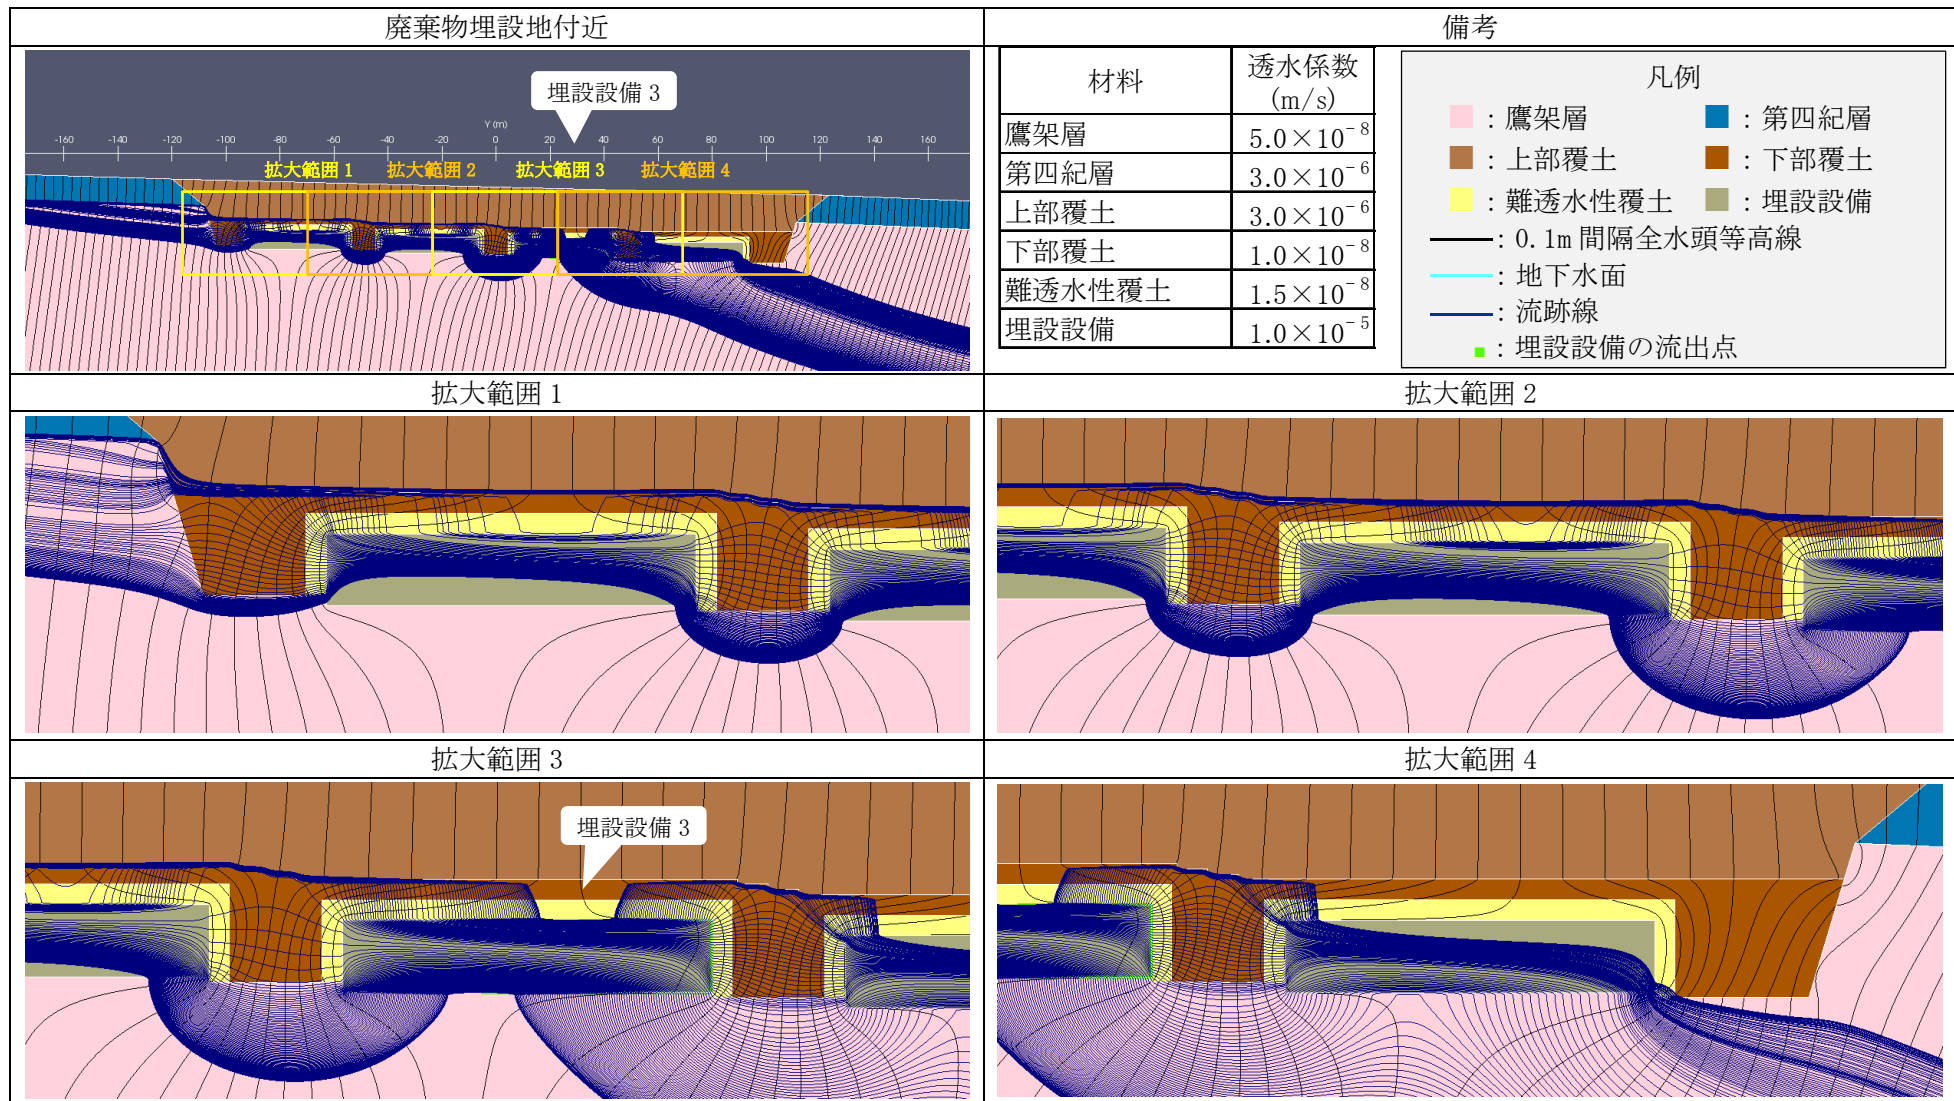 廃棄物埋設地付近
備考
埋設設備 3
Y (m)
-160 -140 -120 -100 -80 -60 -40 -20 0 20 40 60 80 100 120 140 160
拡大範囲 1 拡大範囲 2 拡大範囲 3 拡大範囲 4
材料 透水係数
(m/s)
鷹架層 5.0×10⁻⁸
第四紀層 3.0×10⁻⁶
上部覆土 3.0×10⁻⁶
下部覆土 1.0×10⁻⁸
難透水性覆土 1.5×10⁻⁸
埋設設備 1.0×10⁻⁵
凡例
：鷹架層 ：第四紀層
：上部覆土 ：下部覆土
：難透水性覆土 ：埋設設備
：0.1m 間隔全水頭等高線
：地下水面
：流跡線
：埋設設備の流出点
拡大範囲 1
拡大範囲 2
拡大範囲 3
拡大範囲 4
埋設設備 3